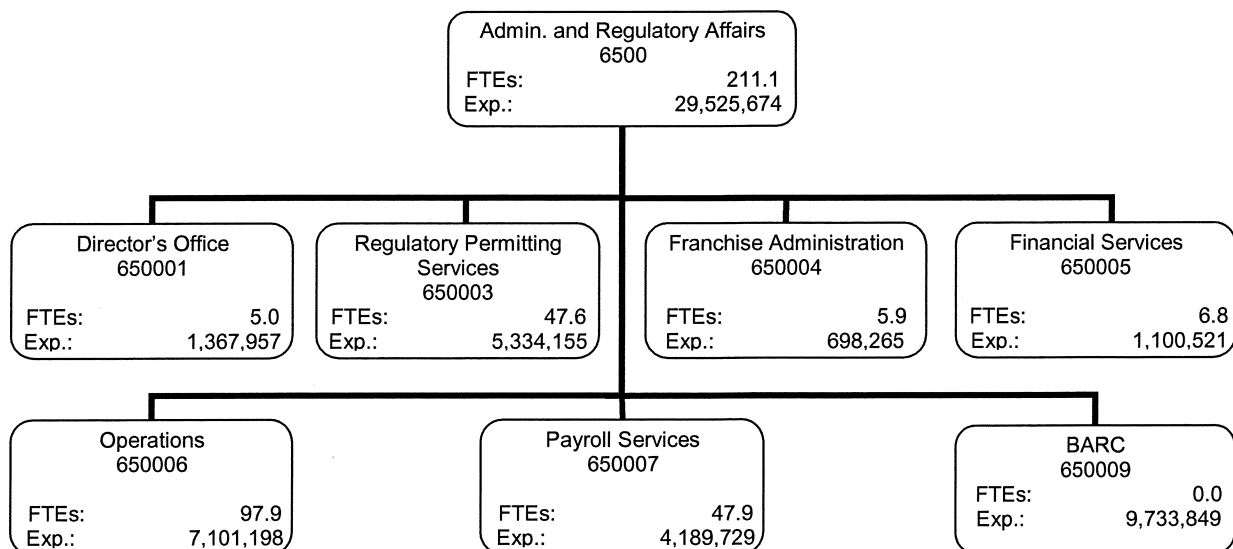 Admin. and Regulatory Affairs
6500
FTEs: 211.1
Exp.: 29,525,674
Director's Office
650001
FTEs: 5.0
Exp.: 1,367,957
Regulatory Permitting
Services
650003
FTEs: 47.6
Exp.: 5,334,155
Franchise Administration
650004
FTEs: 5.9
Exp.: 698,265
Financial Services
650005
FTEs: 6.8
Exp.: 1,100,521
Operations
650006
FTEs: 97.9
Exp.: 7,101,198
Payroll Services
650007
FTEs: 47.9
Exp.: 4,189,729
BARC
650009
FTEs: 0.0
Exp.: 9,733,849